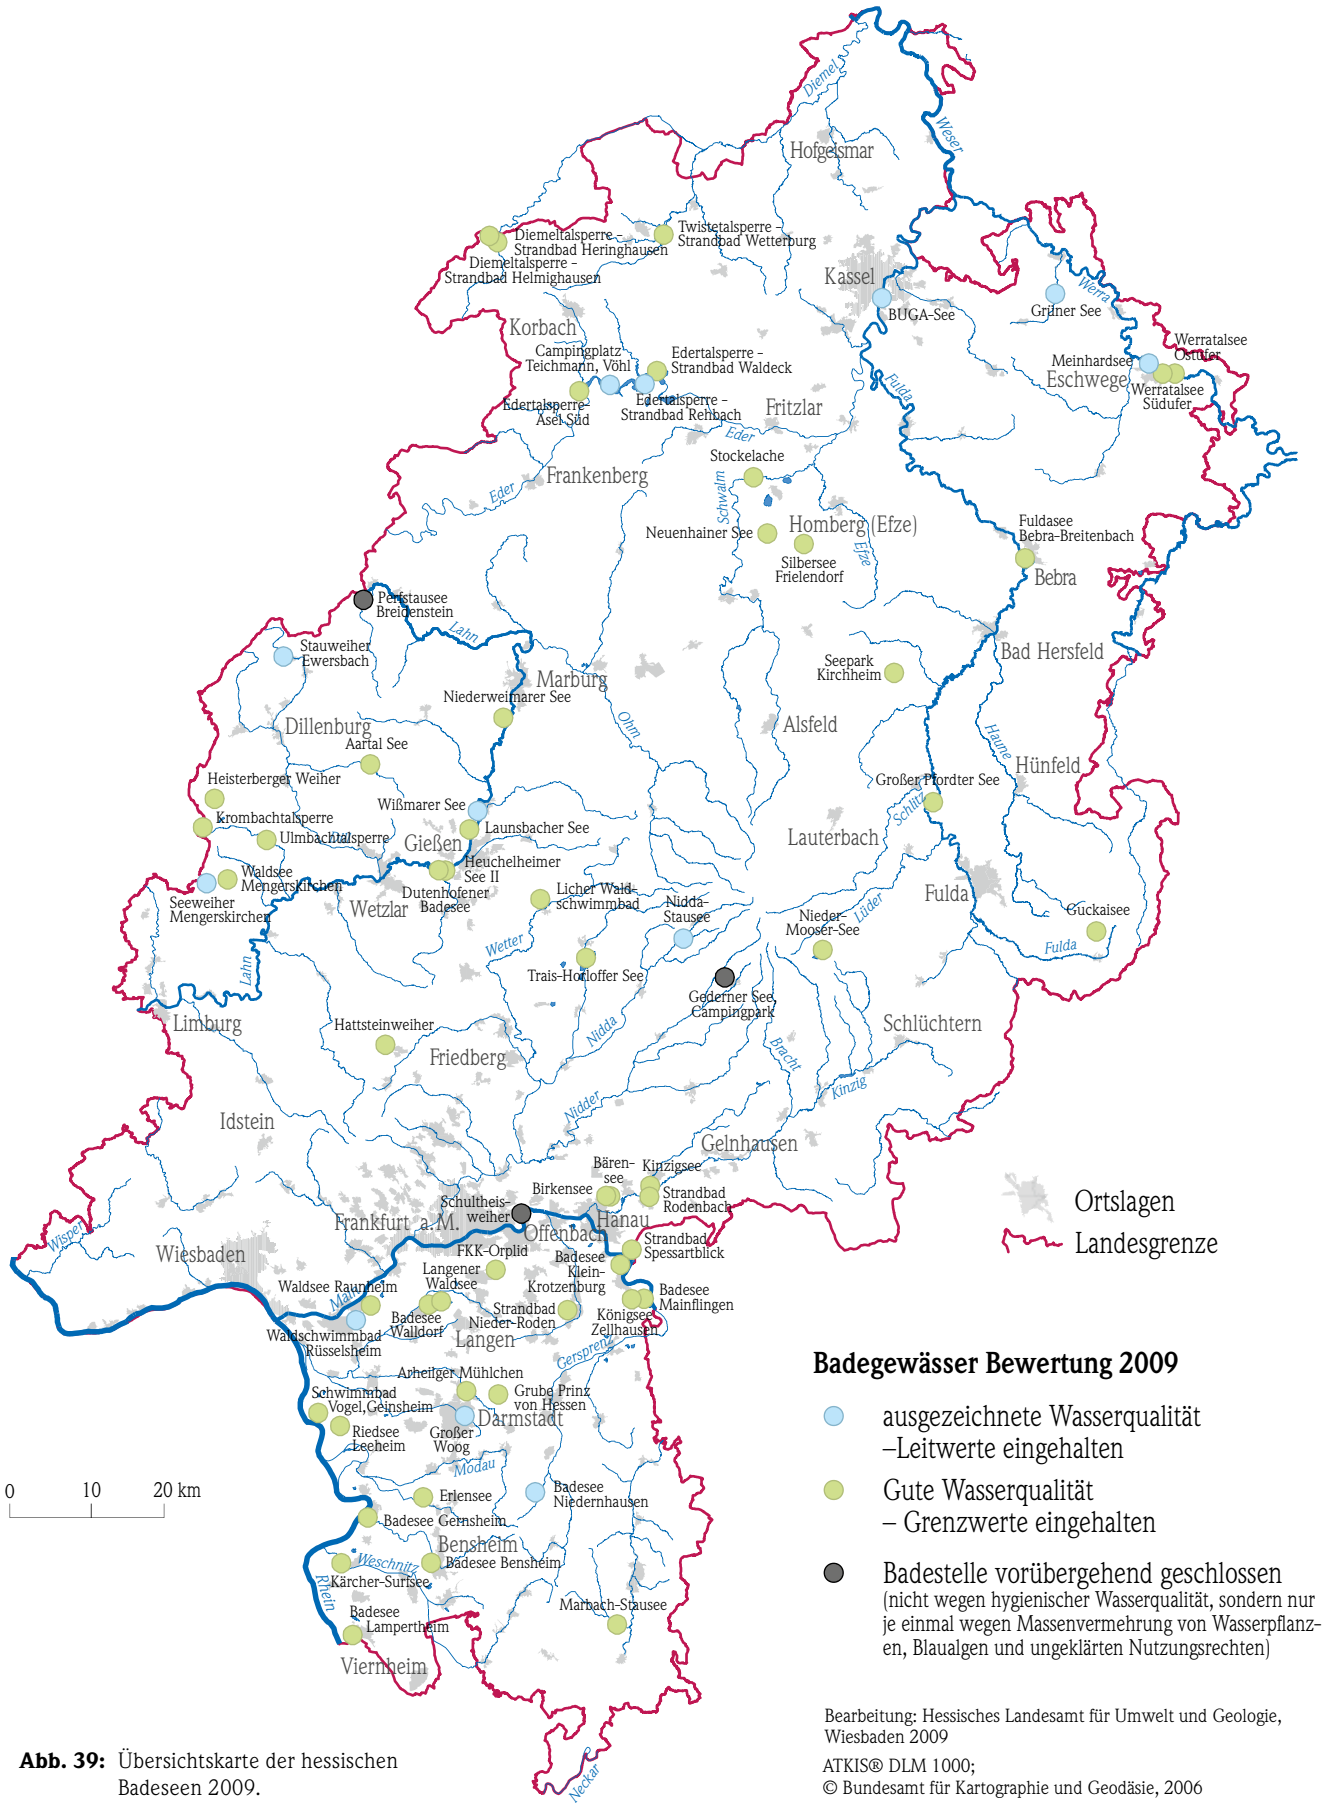 Diemel
Weser
Hofgeismar
Diemeltalsperre –
Strandbad Heringhausen
Diemeltalsperre –
Strandbad Helmighausen
Twistetalsperre –
Strandbad Wetterburg
Kassel
BUGA-See
Werra
Grüner See
Korbach
Campingplatz
Teichmann, Vöhl
Edertalsperre –
Strandbad Waldeck
Edertalsperre–
Asel Süd
Edertalsperre –
Strandbad Rehbach
Meinhardsee
Werratalsee
Ostufer
Eschwege
Werratalsee
Südufer
Fulda
Fritzlar
Eder
Stockelache
Frankenberg
Eder
Schwalm
Neuenhainer See
Homberg (Efze)
Efze
Silbersee
Frielendorf
Fuldasee
Bebra-Breitenbach
Bebra
Perfstausee
Breidenstein
Lahn
Stauweiher
Ewersbach
Marburg
Niederweimarer See
Seepark
Kirchheim
Bad Hersfeld
Dillenburg
Aartal See
Ohm
Alsfeld
Haune
Hünfeld
Heisterberger Weiher
Großer Pfordter See
Schlitz
Wißmarer See
Krombachtalsperre
Ulmbachtalsperre
Dill
Launsbacher See
Gießen
Lauterbach
Waldsee
Mengerskirchen
Heuchelheimer
See II
Dutenhofener
Badesee
Seeweiher
Mengerskirchen
Wetzlar
Licher Wald-
schwimmbad
Nidda-
Stausee
Nieder-
Mooser-See
Lüder
Fulda
Guckaisee
Fulda
Wetter
Lahn
Trais-Horloffer See
Gederner See,
Campingpark
Limburg
Hattsteinweiher
Friedberg
Nidda
Schlüchtern
Bracht
Kinzig
Idstein
Nidder
Gelnhausen
Bären-
see
Kinzigsee
Birkensee
Strandbad
Rodenbach
Schultheis-
weiher
Frankfurt a.M.
Offenbach
Hanau
Wisper
Wiesbaden
FKK-Orplid
Strandbad
Spessartblick
Badesee
Klein-
Krotzenburg
Langener
Waldsee
Waldsee Raunheim
Main
Badesee
Walldorf
Strandbad
Nieder-Roden
Badesee
Mainflingen
Königsee
Zellhausen
Waldschwimmbad
Rüsselsheim
Langen
Gersprenz
Arheilger Mühlchen
Schwimmbad
Vogel, Geinsheim
Grube Prinz
von Hessen
Darmstadt
Riedsee
Leeheim
Großer
Woog
Modau
Badesee
Niedernhausen
Erlensee
Badesee Gernsheim
Bensheim
Weschnitz
Badesee Bensheim
Kärcher-Surfsee
Rhein
Badesee
Lampertheim
Marbach-Stausee
Viernheim
Neckar
Ortslagen
Landesgrenze
0 10 20 km
Badegewässer Bewertung 2009
ausgezeichnete Wasserqualität
–Leitwerte eingehalten
Gute Wasserqualität
– Grenzwerte eingehalten
Badestelle vorübergehend geschlossen
(nicht wegen hygienischer Wasserqualität, sondern nur
je einmal wegen Massenvermehrung von Wasserpflanz-
en, Blaualgen und ungeklärten Nutzungsrechten)
Bearbeitung: Hessisches Landesamt für Umwelt und Geologie,
Wiesbaden 2009
ATKIS® DLM 1000;
© Bundesamt für Kartographie und Geodäsie, 2006
Abb. 39: Übersichtskarte der hessischen
Badeseen 2009.